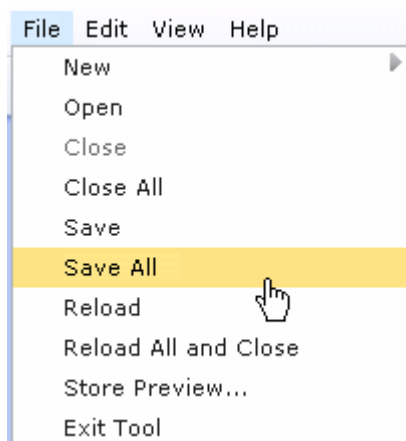 File Edit View Help
New
Open
Close
Close All
Save
Save All
Reload
Reload All and Close
Store Preview...
Exit Tool